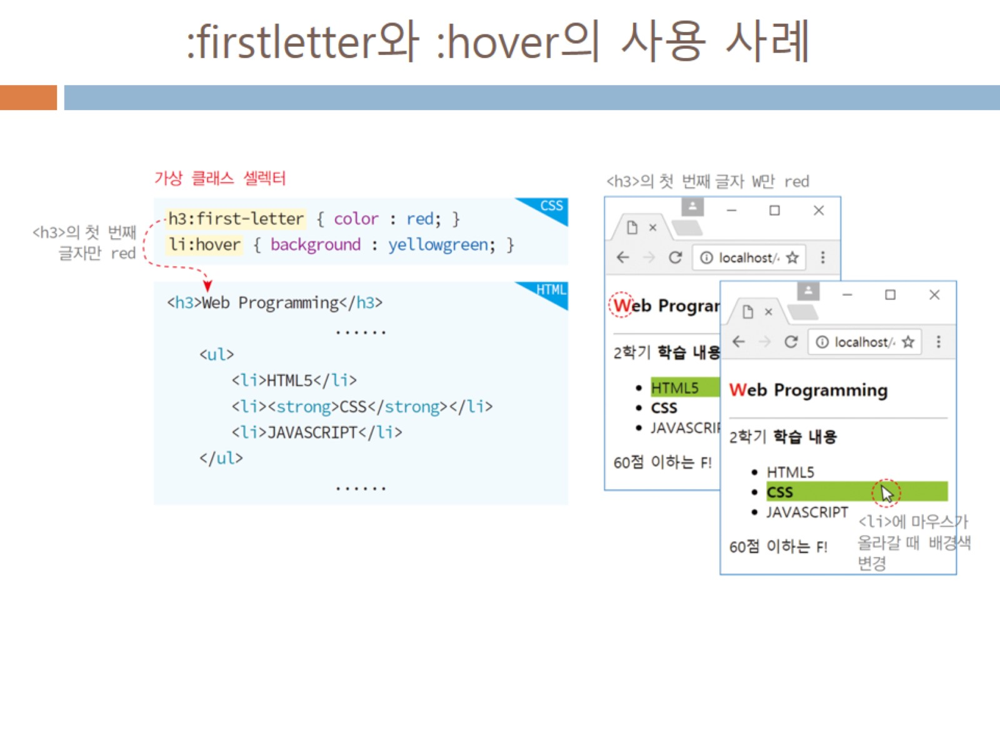 :firstletter와 :hover의 사용 사례
가상 클래스 셀렉터
CSS
h3:first-letter { color : red; }
li:hover { background : yellowgreen; }
<h3>의 첫 번째
글자만 red
HTML
<h3>Web Programming</h3>
......
<ul>
<li>HTML5</li>
<li><strong>CSS</strong></li>
<li>JAVASCRIPT</li>
</ul>
......
<h3>의 첫 번째 글자 W만 red
localhost/
Web Program
2학기 학습 내용
HTML5
CSS
JAVASCRIP
60점 이하는 F!
localhost/
Web Programming
2학기 학습 내용
HTML5
CSS
JAVASCRIPT
60점 이하는 F!
<li>에 마우스가
올라갈 때 배경색
변경